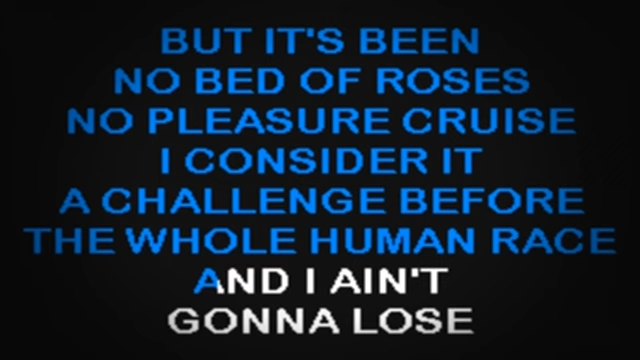 BUT IT'S BEEN
NO BED OF ROSES
NO PLEASURE CRUISE
I CONSIDER IT
A CHALLENGE BEFORE
THE WHOLE HUMAN RACE
AND I AIN'T
GONNA LOSE